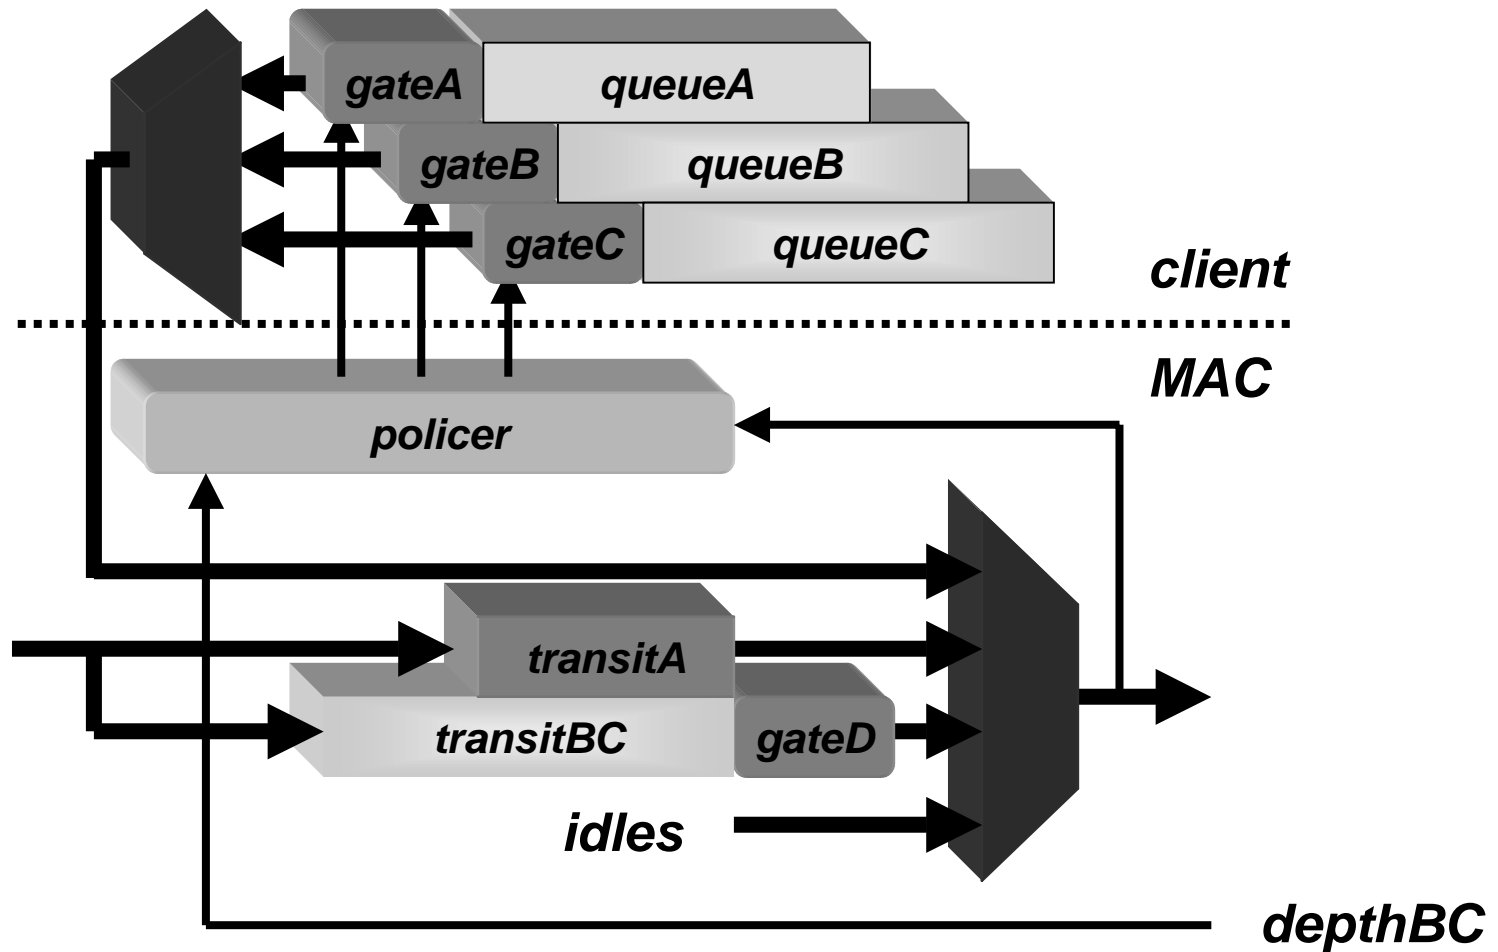 gateA queueA
gateB queueB
gateC queueC
client
MAC
policer
transitA
transitBC gateD
idles
depthBC